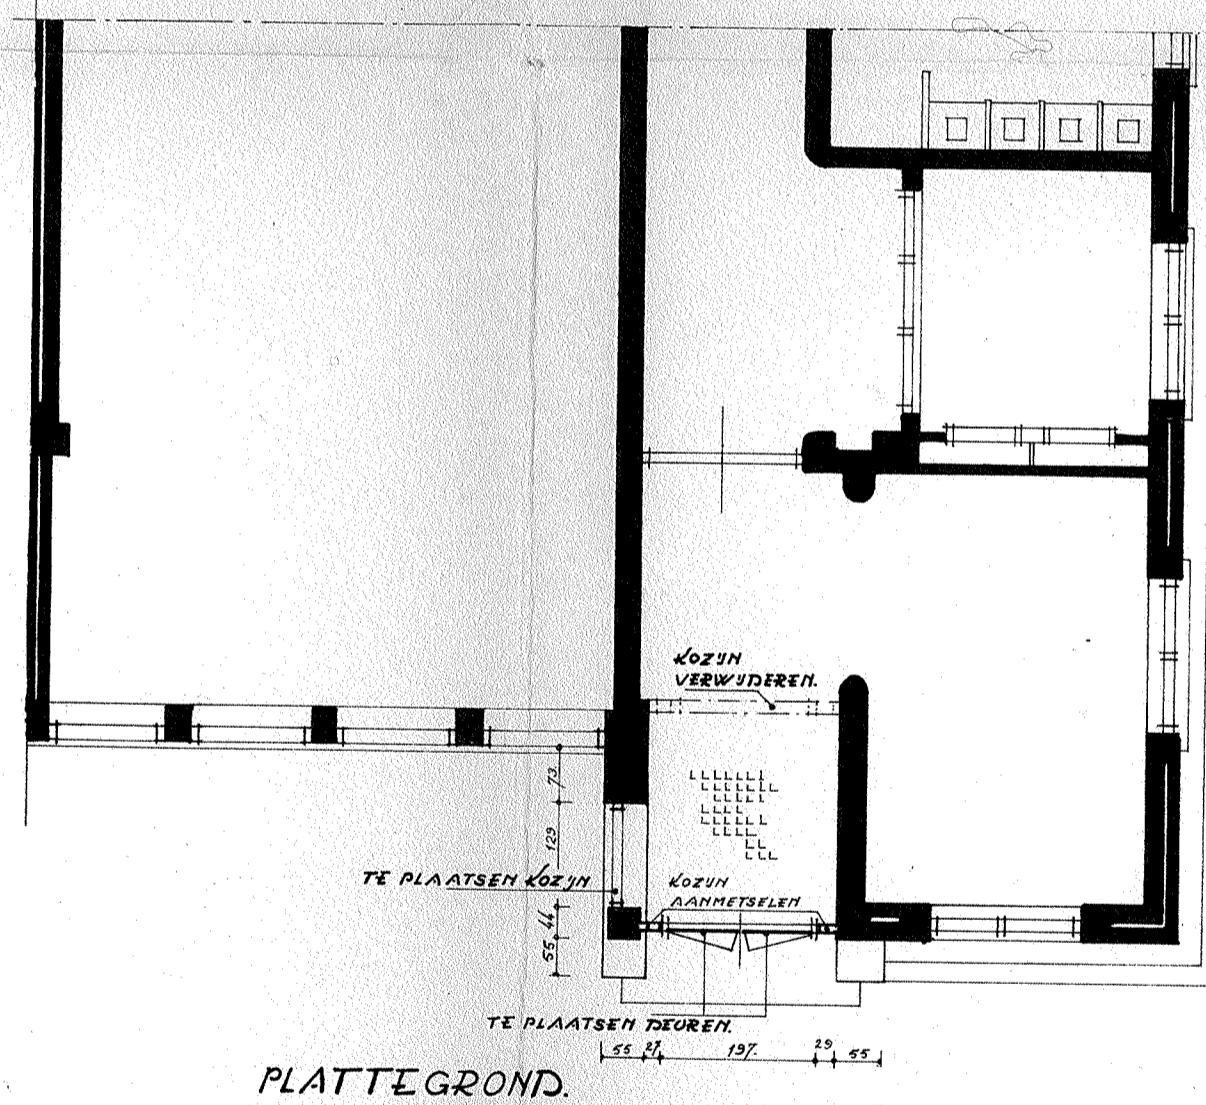 KOZIJN
VERWIJDEREN.
73.
129
TE PLAATSEN KOZIJN
KOZIJN
AANMETSELEN
44
55
TE PLAATSEN DEUREN.
55 27 197. 29 55
PLATTEGROND.